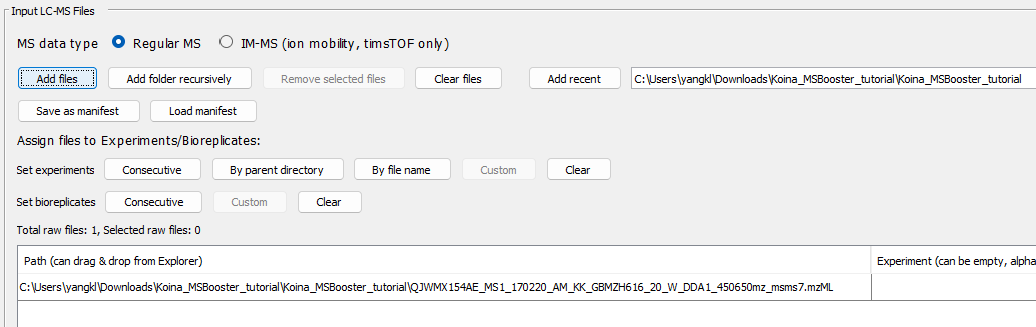 Input LC-MS Files
MS data type Regular MS IM-MS (ion mobility, timsTOF only)
Add files Add folder recursively Remove selected files Clear files Add recent C:\Users\yangkl\Downloads\Koina_MSBooster_tutorial\Koina_MSBooster_tutorial
Save as manifest Load manifest
Assign files to Experiments/Bioreplicates:
Set experiments Consecutive By parent directory By file name Custom Clear
Set bioreplicates Consecutive Custom Clear
Total raw files: 1, Selected raw files: 0
Path (can drag & drop from Explorer) Experiment (can be empty, alpha
C:\Users\yangkl\Downloads\Koina_MSBooster_tutorial\Koina_MSBooster_tutorial\QJWMX154AE_MS1_170220_AM_KK_GBMZH616_20_W_DDA1_450650mz_msms7.mzML